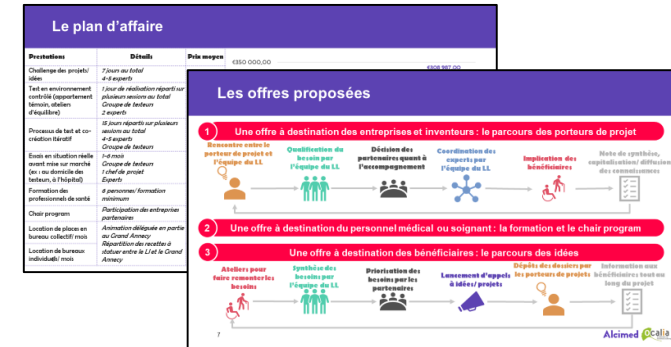 Le plan d'affaire
Prestations Détails Prix moyen
€350 000,00
Challenge des projets/ idées
7 jours au total
4-5 experts
Test en environnement contrôlé (appartement témoin, ateliers d'équilibre)
1 jour de réalisation réparti sur plusieurs sessions au total
Groupe de testeurs
2 experts
Processus de test et co-création itératif
15 jours répartis sur plusieurs sessions au total
4-5 experts
Groupe de testeurs
Essais en situation réelle avant mise sur marché (ex : au domicile des testeurs, à l'hôpital)
1-6 mois
Groupe de testeurs
1 chef de projet
Experts
Formation des professionnels de santé
8 personnes/ formation minimum
Chair program
Participation des entreprises partenaires
Location de places en bureau collectif/ mois
Location de bureaux individuels/ mois
Animation déléguée en partie au Grand Annecy
Répartition des recettes à statuer entre le LI et le Grand Annecy
Les offres proposées
1 Une offre à destination des entreprises et inventeurs : le parcours des porteurs de projet
Rencontre entre le porteur de projet et l'équipe du LL
Qualification du besoin par l'équipe du LL
Décision des partenaires quant à l'accompagnement
Coordination des experts par l'équipe du LL
Implication des bénéficiaires
Note de synthèse, capitalisation/ diffusion des connaissances
2 Une offre à destination du personnel médical ou soignant : la formation et le chair program
3 Une offre à destination des bénéficiaires : le parcours des idées
Ateliers pour faire remonter les besoins
Synthèse des besoins par l'équipe du LL
Priorisation des besoins par les partenaires
Lancement d'appels à idées/ projets
Dépôts des dossiers par les porteurs de projets
Information aux bénéficiaires tout au long du projet
7
Alcimed